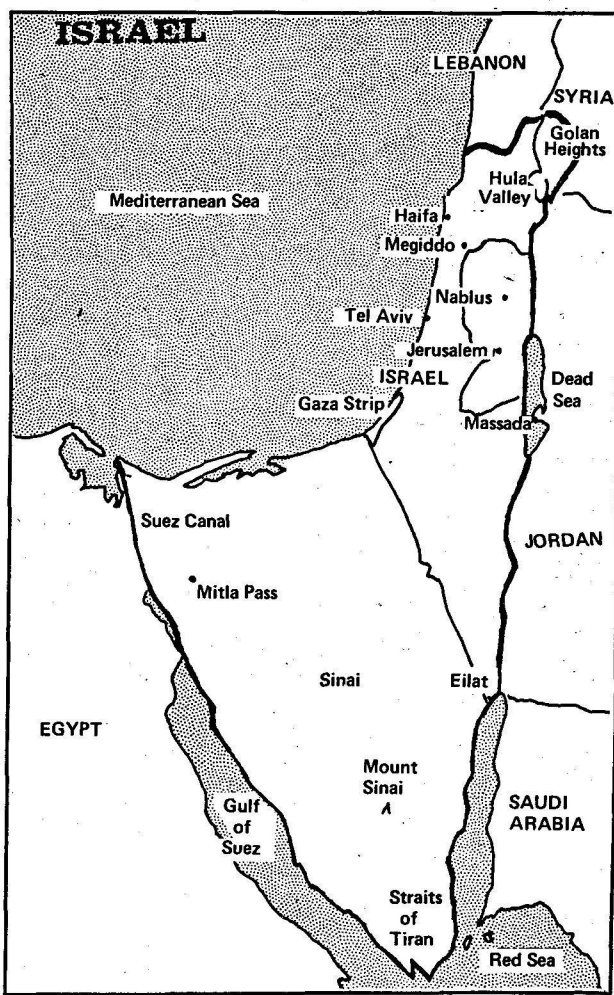 ISRAEL
LEBANON
SYRIA
Golan
Heights
Mediterranean Sea
Hula
Valley
Haifa
Megiddo
Nablus
Tel Aviv
Jerusalem
ISRAEL
Dead
Sea
Gaza Strip
Massada
Suez Canal
JORDAN
Mitla Pass
Sinai
Eilat
EGYPT
Mount
Sinai
Gulf
of
Suez
SAUDI
ARABIA
Straits
of
Tiran
Red Sea